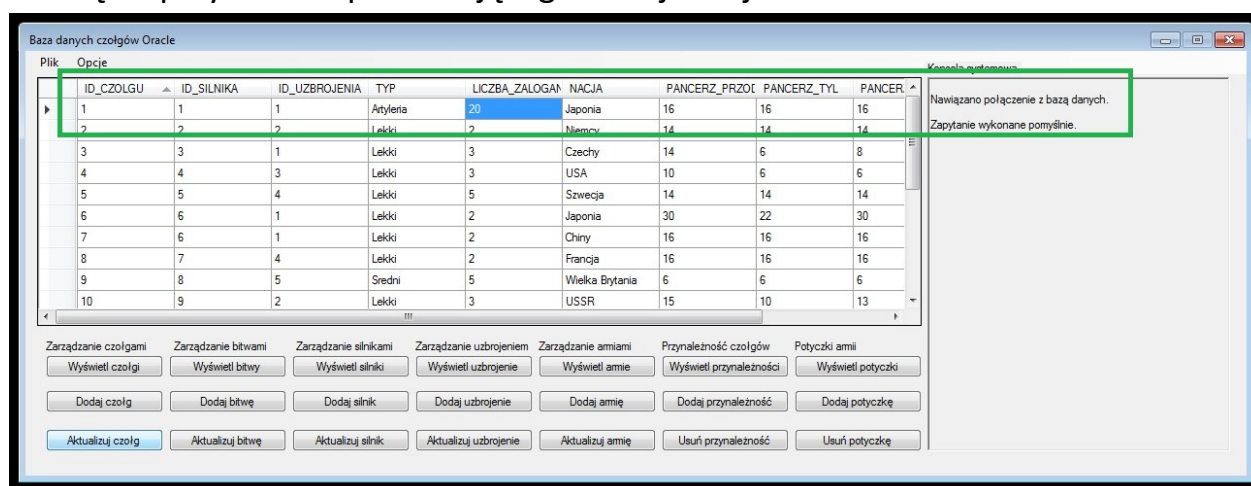 Baza danych czołgów Oracle
Plik Opcje
Konsola systemowa
ID_CZOLGU ID_SILNIKA ID_UZBROJENIA TYP LICZBA_ZALOGAN NACJA PANCERZ_PRZOD PANCERZ_TYL PANCER
1 1 1 Artyleria 20 Japonia 16 16 16
2 2 2 Lekki 2 Niemcy 14 14 14
3 3 1 Lekki 3 Czechy 14 6 8
4 4 3 Lekki 3 USA 10 6 6
5 5 4 Lekki 5 Szwecja 14 14 14
6 6 1 Lekki 2 Japonia 30 22 30
7 6 1 Lekki 2 Chiny 16 16 16
8 7 4 Lekki 2 Francja 16 16 16
9 8 5 Sredni 5 Wielka Brytania 6 6 6
10 9 2 Lekki 3 USSR 15 10 13
Nawiązano połączenie z bazą danych.
Zapytanie wykonane pomyślnie.
Zarządzanie czołgami Zarządzanie bitwami Zarządzanie silnikami Zarządzanie uzbrojeniem Zarządzanie armiami Przynależność czołgów Potyczki armii
Wyświetl czołgi Wyświetl bitwy Wyświetl silniki Wyświetl uzbrojenie Wyświetl armie Wyświetl przynależności Wyświetl potyczki
Dodaj czołg Dodaj bitwę Dodaj silnik Dodaj uzbrojenie Dodaj armię Dodaj przynależność Dodaj potyczkę
Aktualizuj czołg Aktualizuj bitwę Aktualizuj silnik Aktualizuj uzbrojenie Aktualizuj armię Usuń przynależność Usuń potyczkę